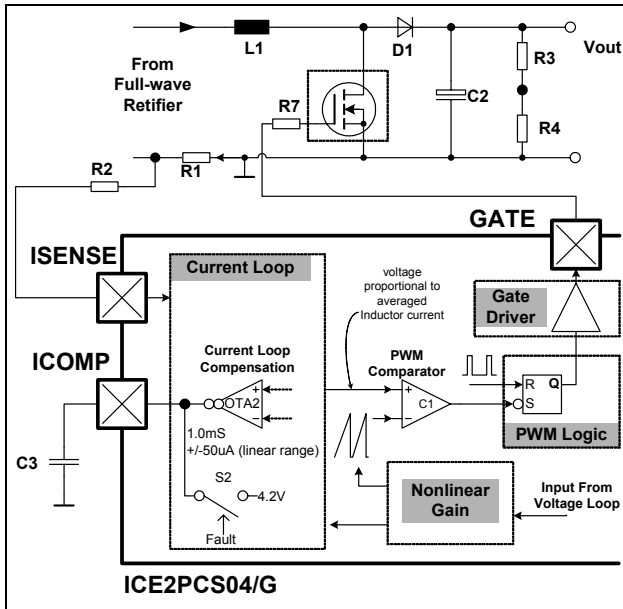 L1
D1
Vout
From
Full-wave
Retifier
R3
C2
R7
R4
R2
R1
GATE
ISENSE
Current Loop
voltage
proportional to
averaged
Inductor current
Gate
Driver
ICOMP
Current Loop
Compensation
PWM
Comparator
OTA2
+
−
+
−
C1
R
S
Q
PWM Logic
1.0mS
+/-50uA (linear range)
C3
S2
4.2V
Fault
Nonlinear
Gain
Input From
Voltage Loop
ICE2PCS04/G